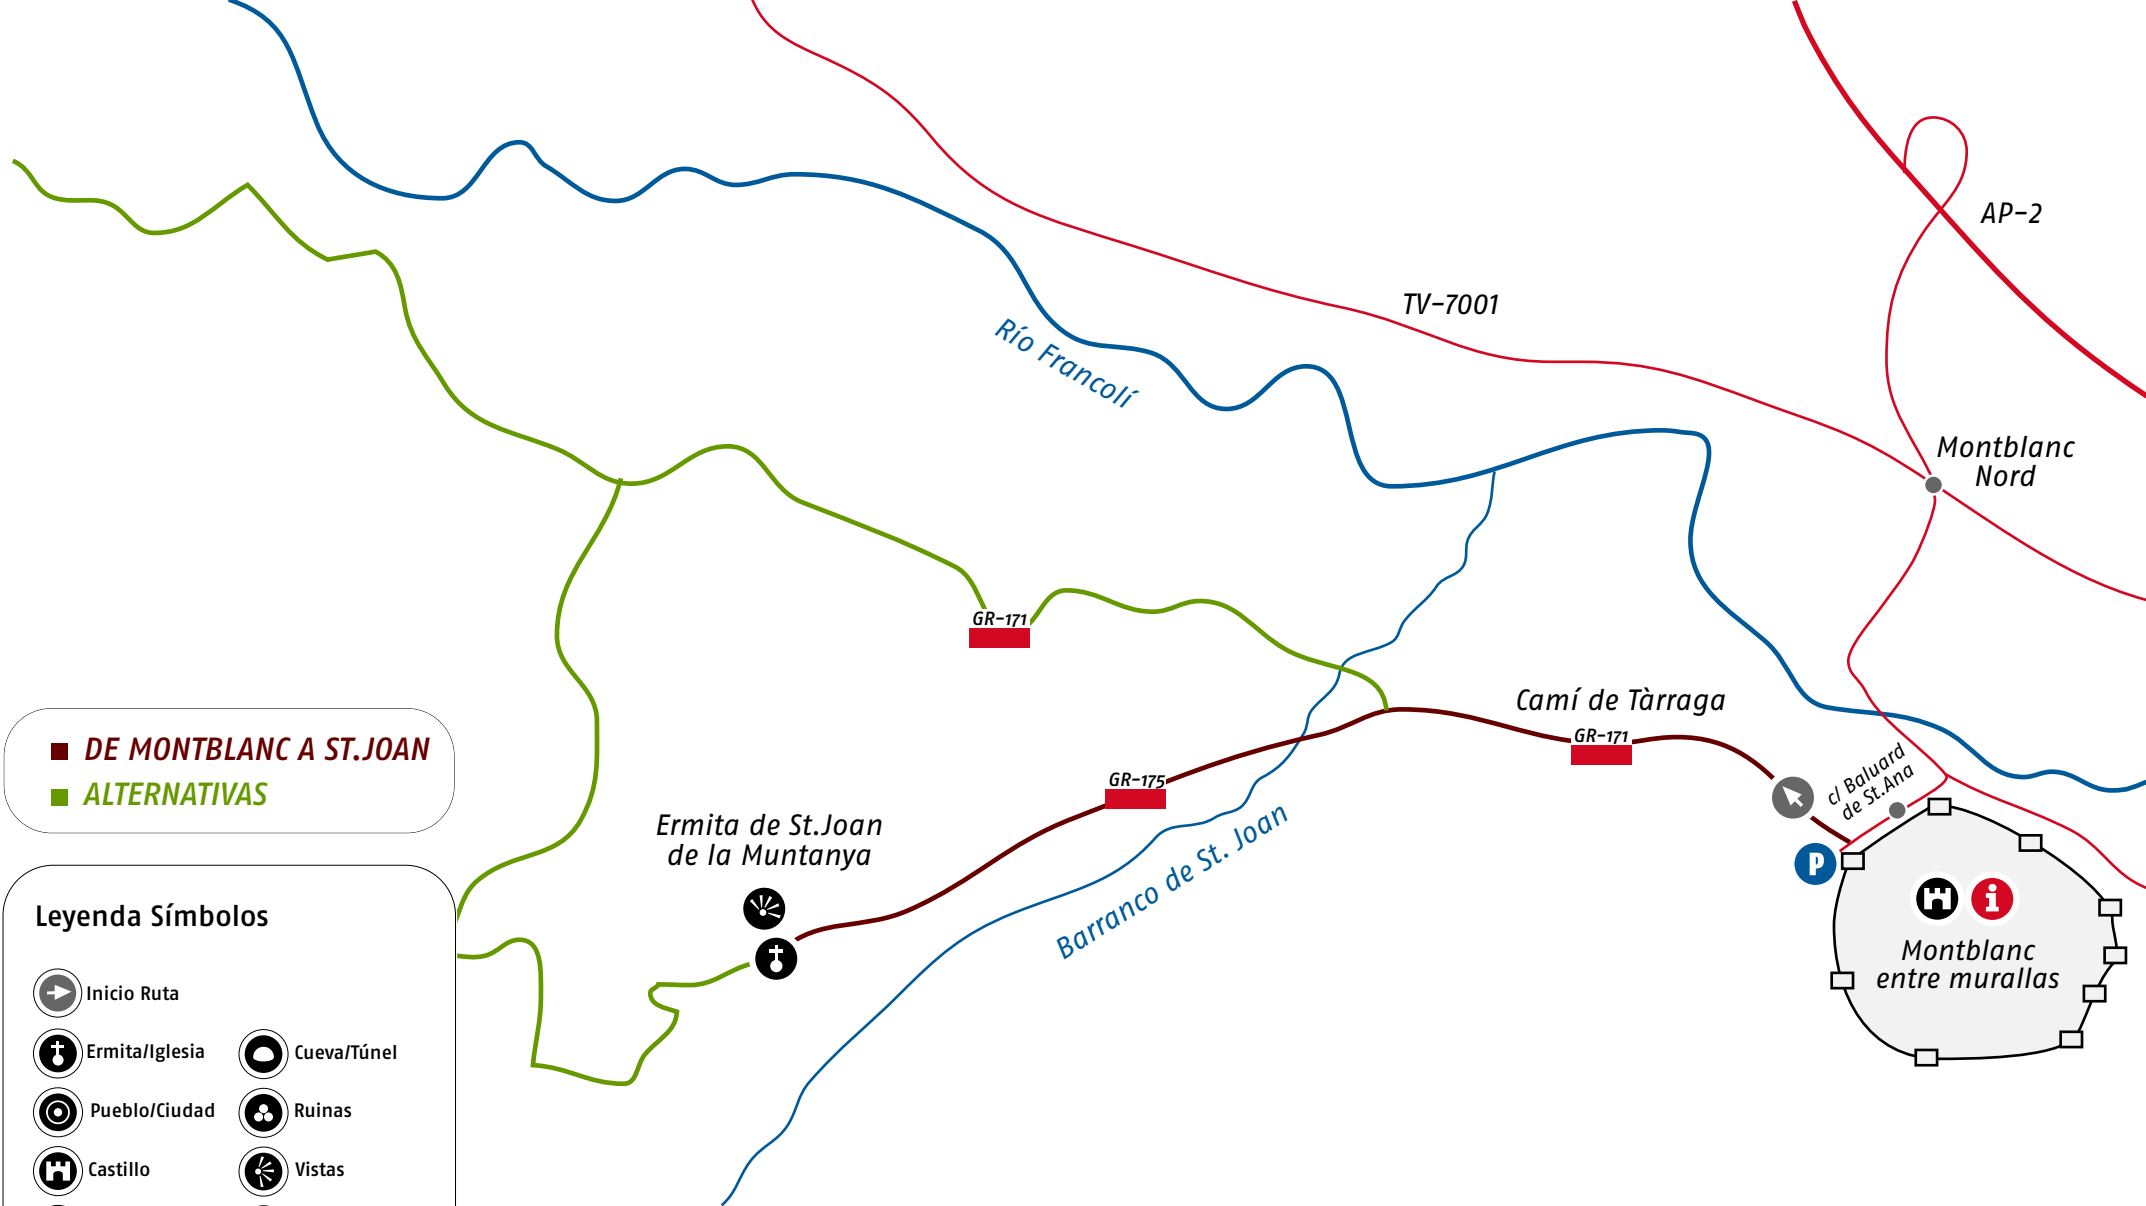 AP-2
TV-7001
Río Francolí
Montblanc
Nord
GR-171
Camí de Tàrraga
GR-171
DE MONTBLANC A ST.JOAN
ALTERNATIVAS
GR-175
c/ Baluard
de St.Ana
Ermita de St.Joan
de la Muntanya
Barranco de St. Joan
P
i
Montblanc
entre murallas
Leyenda Símbolos
Inicio Ruta
Ermita/Iglesia
Cueva/Túnel
Pueblo/Ciudad
Ruinas
Castillo
Vistas